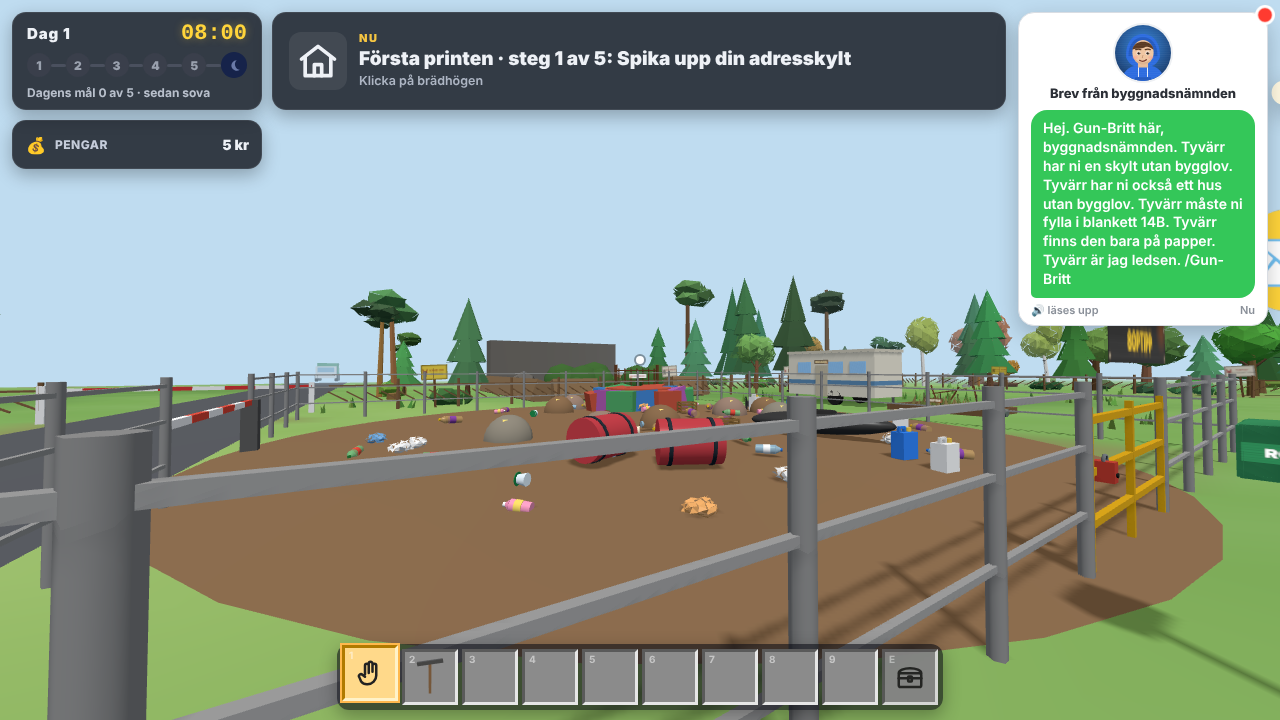 Dag 1
08:00
1
2
3
4
5
Dagens mål 0 av 5 · sedan sova
PENGAR
5 kr
NU
Första printen · steg 1 av 5: Spika upp din adresskylt
Klicka på brädhögen
Brev från byggnadsnämnden
Hej. Gun-Britt här,
byggnadsnämnden. Tyvärr
har ni en skylt utan bygglov.
Tyvärr har ni också ett hus
utan bygglov. Tyvärr måste ni
fylla i blankett 14B. Tyvärr
finns den bara på papper.
Tyvärr är jag ledsen. /Gun-
Britt
läses upp
Nu
1
2
3
4
5
6
7
8
9
E